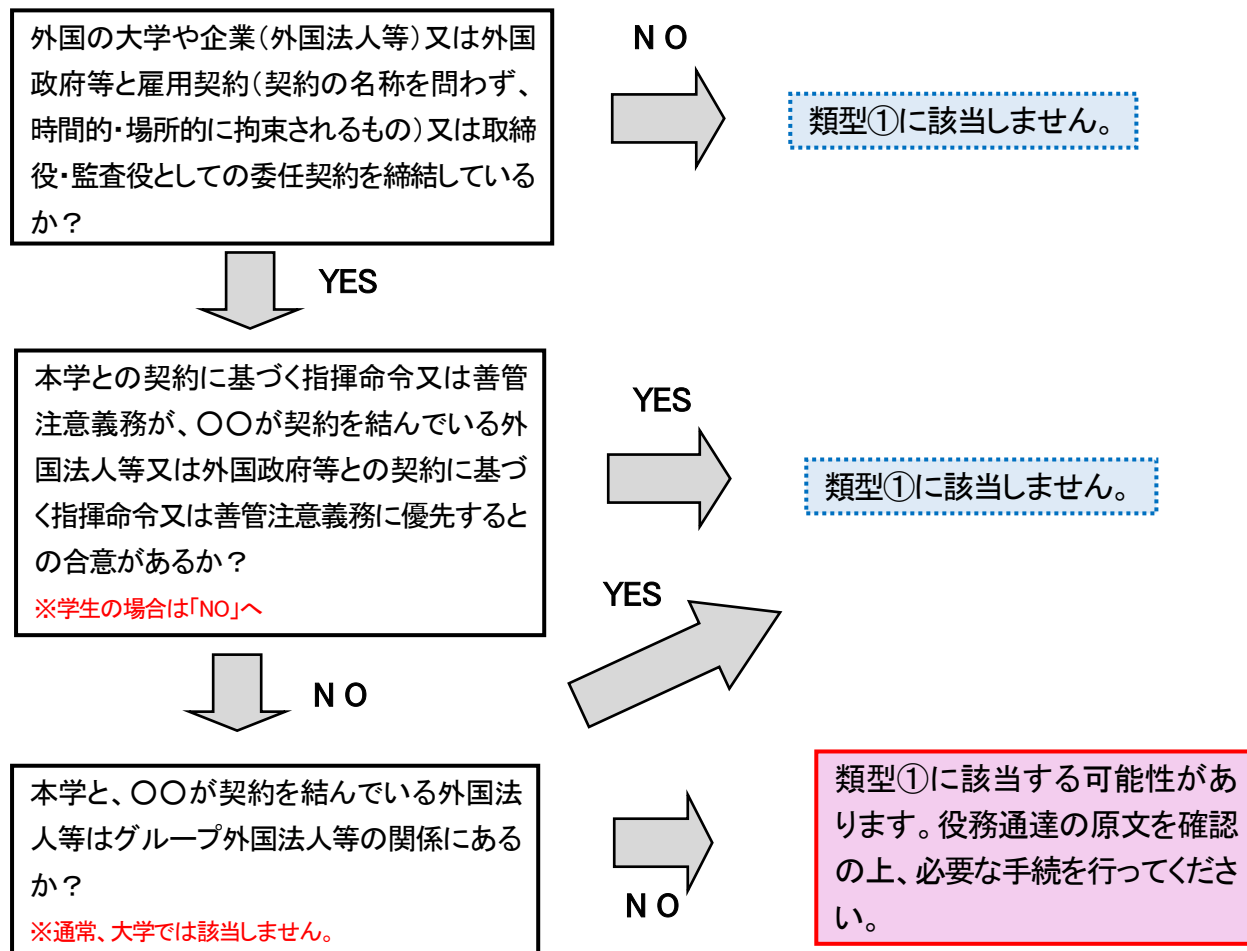 外国の大学や企業(外国法人等)又は外国
政府等と雇用契約(契約の名称を問わず、
時間的・場所的に拘束されるもの)又は取締
役・監査役としての委任契約を締結している
か?
NO
類型①に該当しません。
YES
本学との契約に基づく指揮命令又は善管
注意義務が、〇〇が契約を結んでいる外
国法人等又は外国政府等との契約に基づ
く指揮命令又は善管注意義務に優先すると
の合意があるか?
※学生の場合は「NO」へ
YES
類型①に該当しません。
YES
NO
本学と、〇〇が契約を結んでいる外国法
人等はグループ外国法人等の関係にある
か?
※通常、大学では該当しません。
NO
類型①に該当する可能性があ
ります。役務通達の原文を確認
の上、必要な手続を行ってくださ
い。